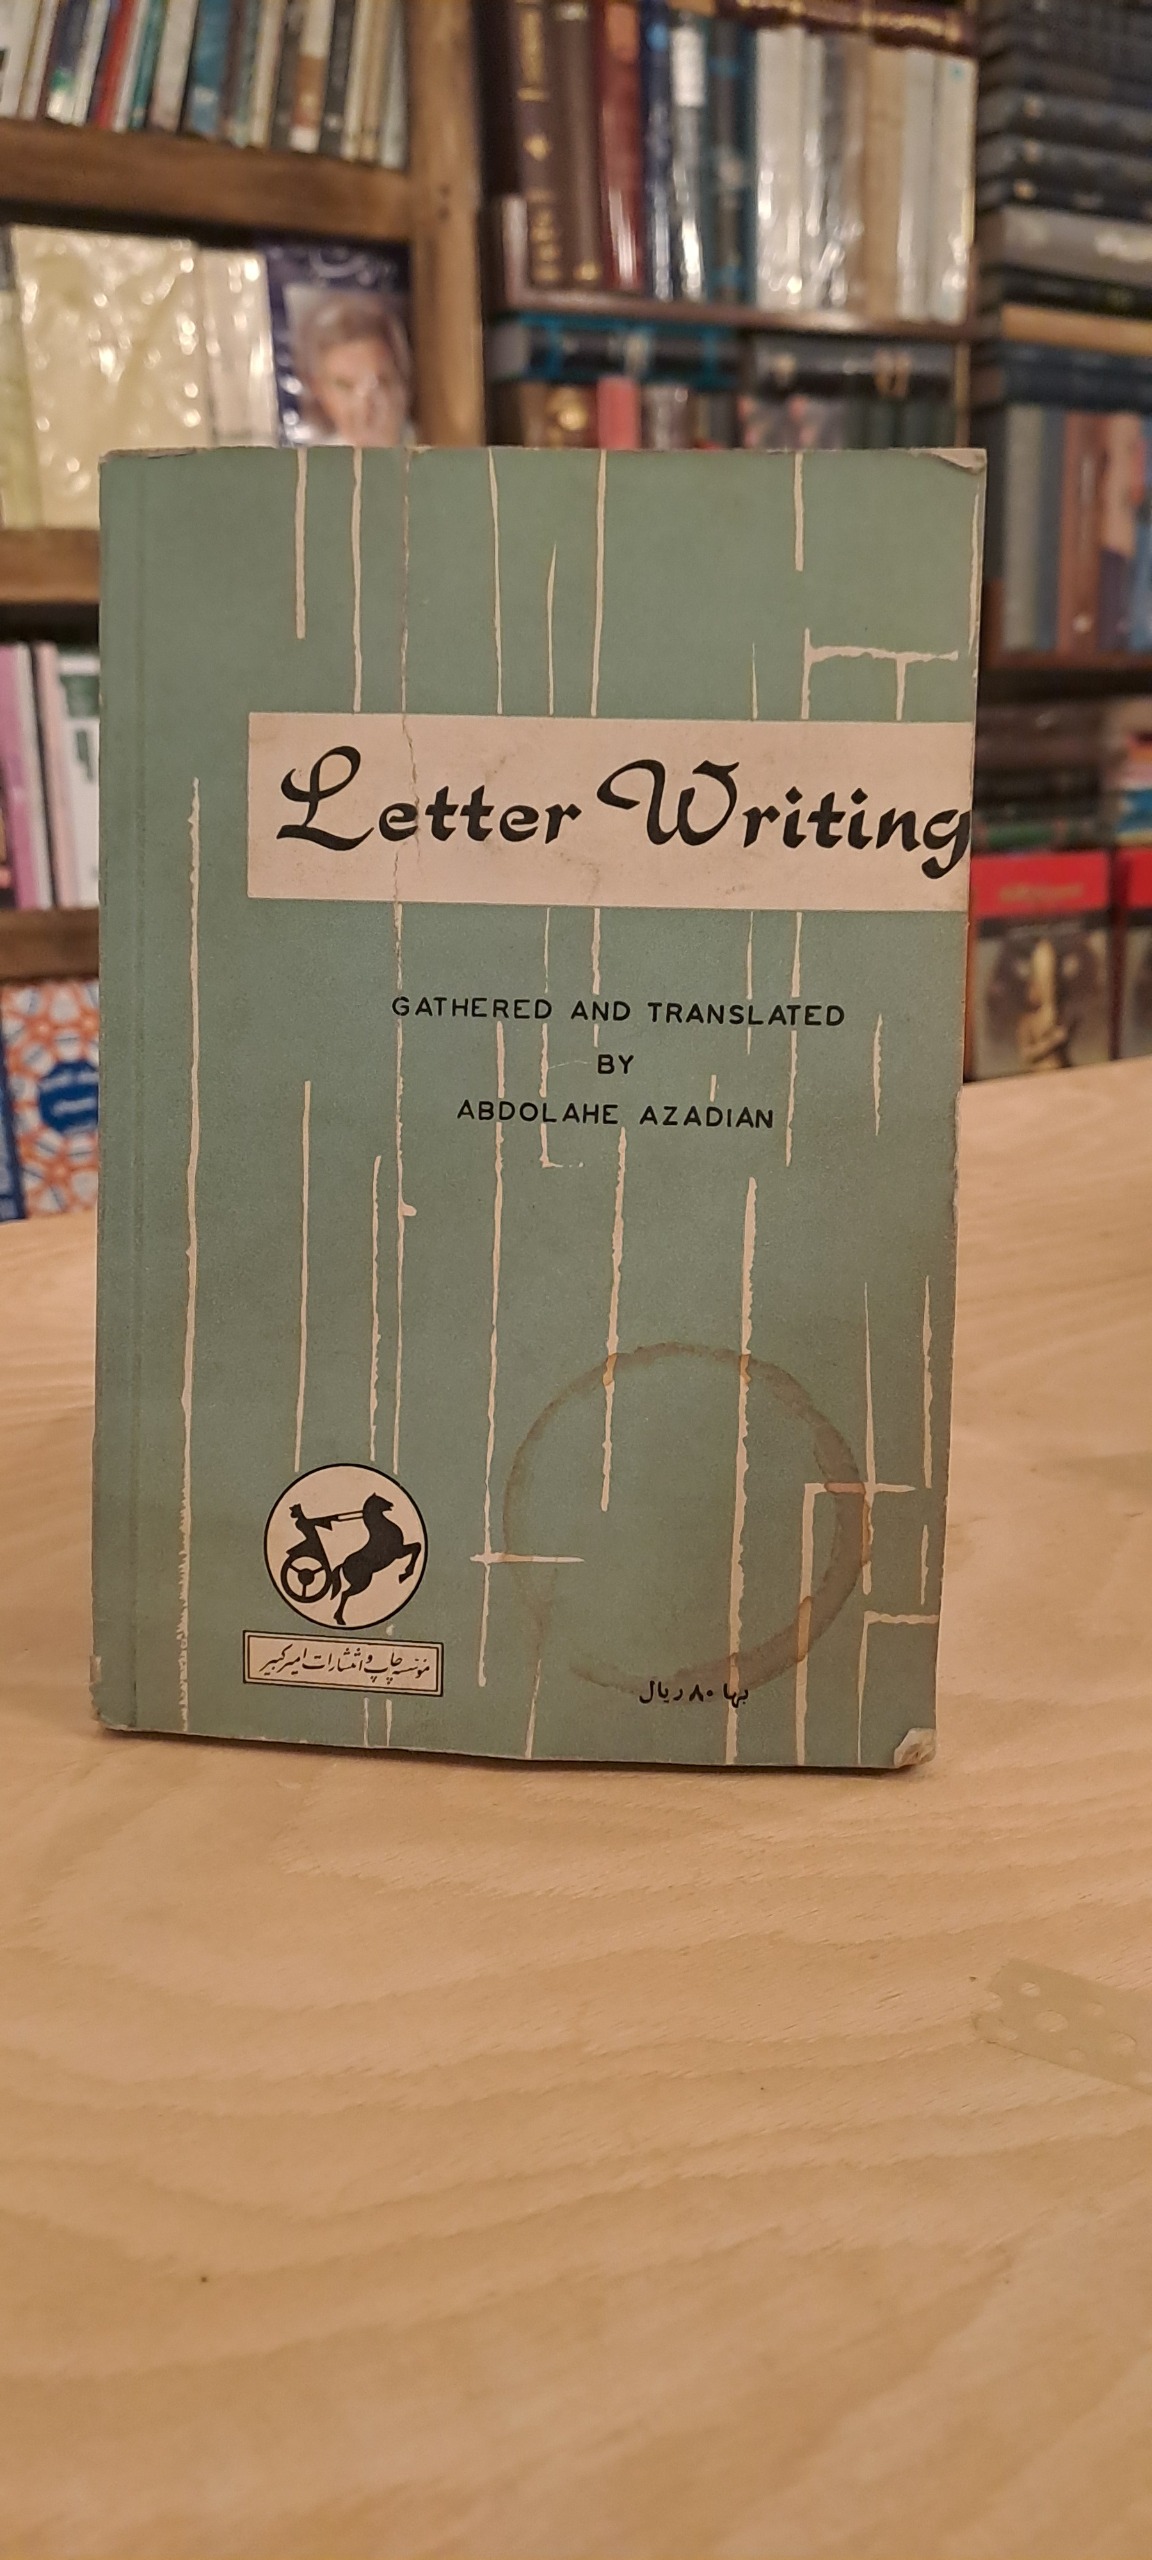 Letter Writing
GATHERED AND TRANSLATED
BY
ABDOLAHE AZADIAN
مؤسسه چاپ و انتشارات امیرکبیر
بها ۸۰ ریال